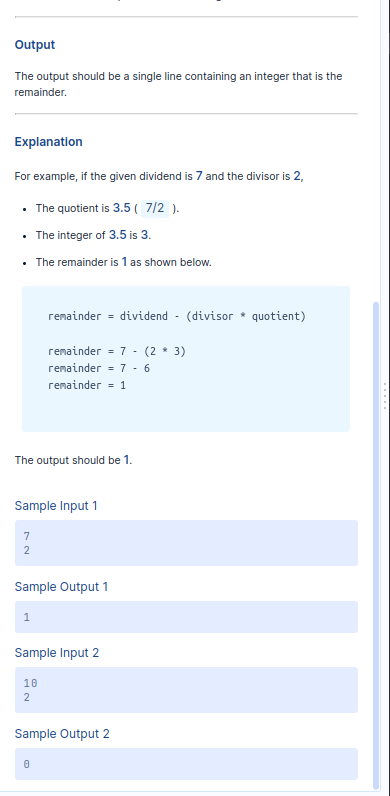 Output
The output should be a single line containing an integer that is the
remainder.
Explanation
For example, if the given dividend is 7 and the divisor is 2,
• The quotient is 3.5 ( 7/2 ).
• The integer of 3.5 is 3.
• The remainder is 1 as shown below.
remainder = dividend - (divisor * quotient)
remainder = 7 - (2 * 3)
remainder = 7 - 6
remainder = 1
The output should be 1.
Sample Input 1
7
2
Sample Output 1
1
Sample Input 2
10
2
Sample Output 2
0